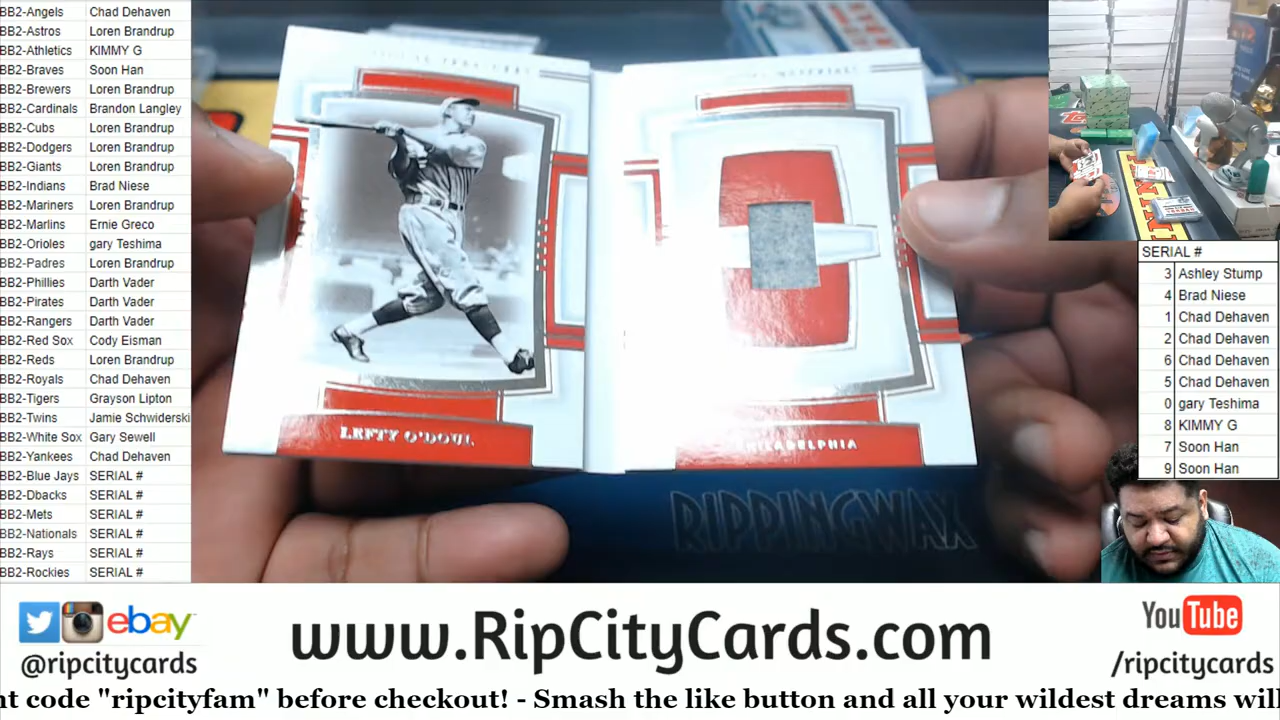 BB2-Angels Chad Dehaven
BB2-Astros Loren Brandrup
BB2-Athletics KIMMY G
BB2-Braves Soon Han
BB2-Brewers Loren Brandrup
BB2-Cardinals Brandon Langley
BB2-Cubs Loren Brandrup
BB2-Dodgers Loren Brandrup
BB2-Giants Loren Brandrup
BB2-Indians Brad Niese
BB2-Mariners Loren Brandrup
BB2-Marlins Ernie Greco
BB2-Orioles gary Teshima
BB2-Padres Loren Brandrup
BB2-Phillies Darth Vader
BB2-Pirates Darth Vader
BB2-Rangers Darth Vader
BB2-Red Sox Cody Eisman
BB2-Reds Loren Brandrup
BB2-Royals Chad Dehaven
BB2-Tigers Grayson Lipton
BB2-Twins Jamie Schwiderski
BB2-White Sox Gary Sewell
BB2-Yankees Chad Dehaven
BB2-Blue Jays SERIAL #
BB2-Dbacks SERIAL #
BB2-Mets SERIAL #
BB2-Nationals SERIAL #
BB2-Rays SERIAL #
BB2-Rockies SERIAL #
LEFTY O'DOUL
PHILADELPHIA
RIPPINGWAX
SERIAL #
3 Ashley Stump
4 Brad Niese
1 Chad Dehaven
2 Chad Dehaven
6 Chad Dehaven
5 Chad Dehaven
0 gary Teshima
8 KIMMY G
7 Soon Han
9 Soon Han
ebay
@ripcitycards
www.RipCityCards.com
YouTube
/ripcitycards
nt code "ripcityfam" before checkout! - Smash the like button and all your wildest dreams will